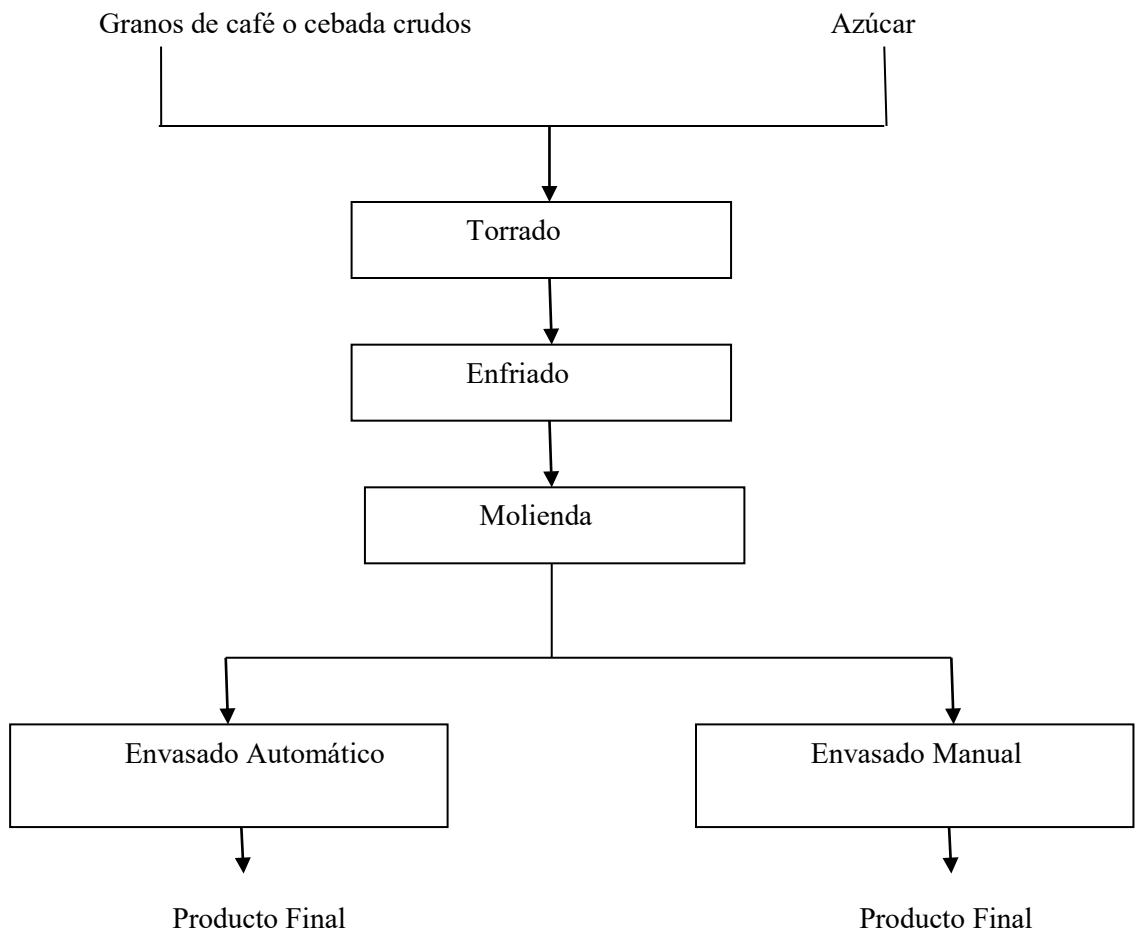 Granos de café o cebada crudos
Azúcar
Torrado
Enfriado
Molienda
Envasado Automático
Envasado Manual
Producto Final
Producto Final